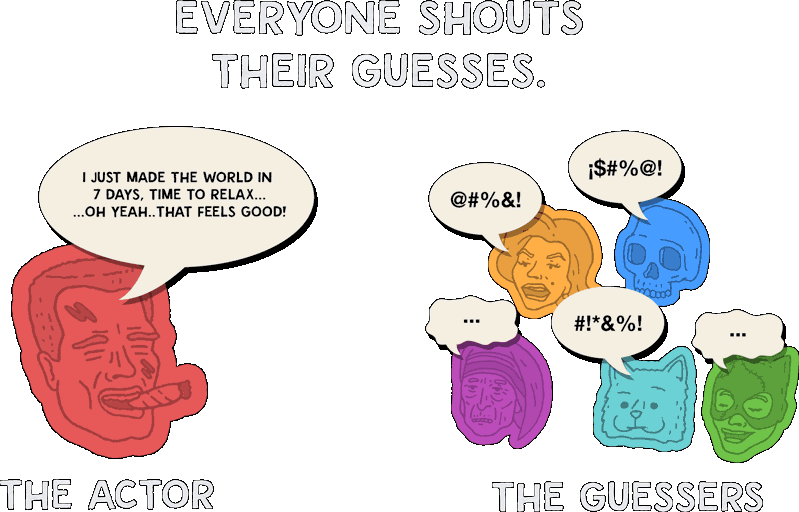 EVERYONE SHOUTS
THEIR GUESSES.
I JUST MADE THE WORLD IN
7 DAYS, TIME TO RELAX...
...OH YEAH..THAT FEELS GOOD!
@#%&!
¡$#%@!
...
#!*&%!
...
THE ACTOR
THE GUESSERS